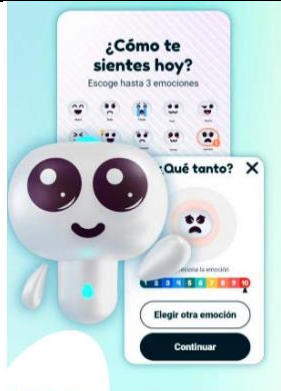 ¿Cómo te
sientes hoy?
Escoge hasta 3 emociones
Qué tanto?
la emoción
1 2 3 4 5 6 7 8 9 10
Elegir otra emoción
Continuar